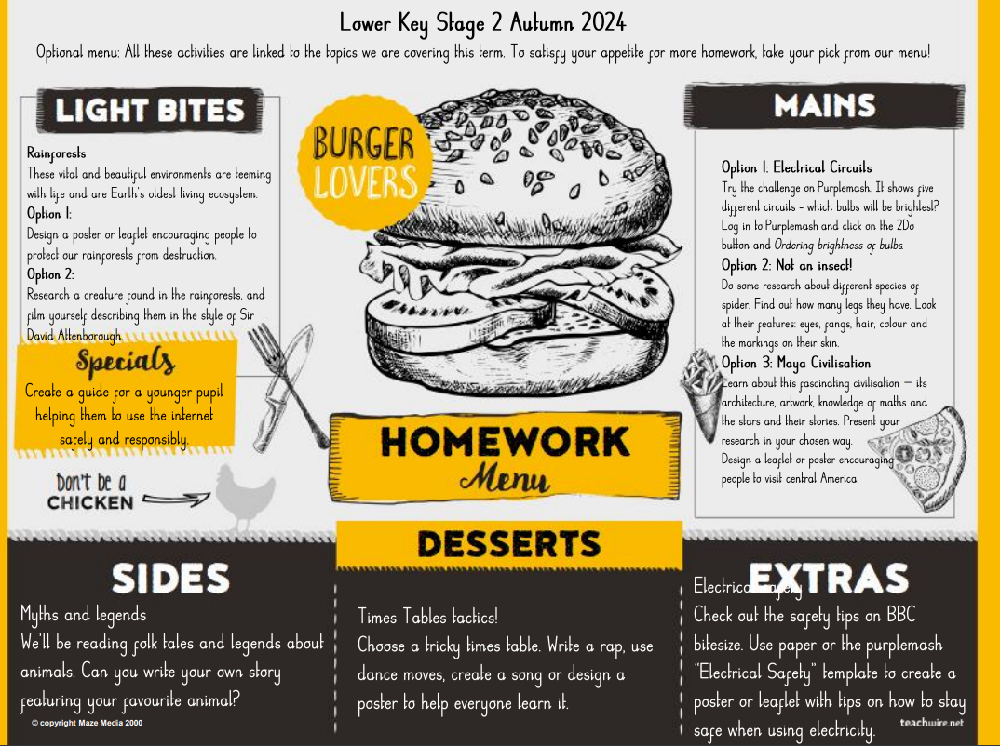 Lower Key Stage 2 Autumn 2024
Optional menu: All these activities are linked to the topics we are covering this term. To satisfy your appetite for more homework, take your pick from our menu!
LIGHT BITES
Rainforests
These vital and beautiful environments are teeming
with life and are Earth's oldest living ecosystem.
Option 1:
Design a poster or leaflet encouraging people to
protect our rainforests from destruction.
Option 2:
Research a creature found in the rainforests, and
film yourself describing them in the style of Sir
David Attenborough.
Specials
Create a guide for a younger pupil
helping them to use the internet
safely and responsibly.
Don't be a
CHICKEN
BURGER
LOVERS
HOMEWORK
Menu
MAINS
Option 1: Electrical Circuits
Try the challenge on Purplemash. It shows five
different circuits - which bulbs will be brightest?
Log in to Purplemash and click on the 2Do
button and Ordering brightness of bulbs.
Option 2: Not an insect!
Do some research about different species of
spider. Find out how many legs they have. Look
at their features: eyes, fangs, hair, colour and
the markings on their skin.
Option 3: Maya Civilisation
Learn about this fascinating civilisation – its
architecture, artwork, knowledge of maths and
the stars and their stories. Present your
research in your chosen way.
Design a leaflet or poster encouraging
people to visit central America.
SIDES
Myths and legends
We'll be reading folk tales and legends about
animals. Can you write your own story
featuring your favourite animal?
© copyright Maze Media 2000
DESSERTS
Times Tables tactics!
Choose a tricky times table. Write a rap, use
dance moves, create a song or design a
poster to help everyone learn it.
EXTRAS
Electrical safety
Check out the safety tips on BBC
bitesize. Use paper or the purplemash
"Electrical Safety" template to create a
poster or leaflet with tips on how to stay
safe when using electricity.
teachwire.net